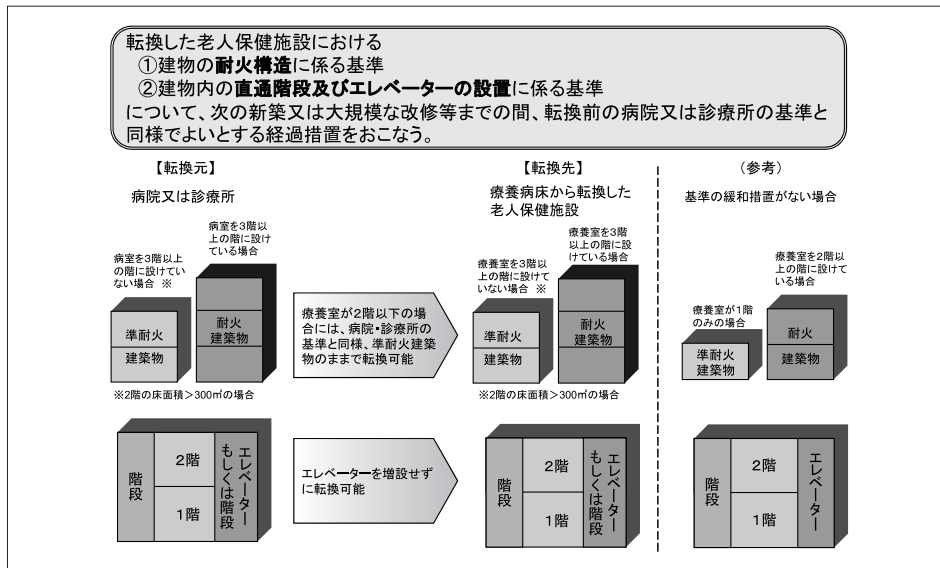 転換した老人保健施設における
①建物の耐火構造に係る基準
②建物内の直通階段及びエレベーターの設置に係る基準
について、次の新築又は大規模な改修等までの間、転換前の病院又は診療所の基準と
同様でよいとする経過措置をおこなう。
【転換元】
病院又は診療所
病室を3階以上
の階に設けてい
ない場合 ※
病室を3階以
上の階に設け
ている場合
準耐火
建築物
耐火
建築物
※2階の床面積>300㎡の場合
療養室が2階以下の場
合には、病院・診療所の
基準と同様、準耐火建築
物のままで転換可能
【転換先】
療養病床から転換した
老人保健施設
療養室を3階以
上の階に設けて
いない場合 ※
療養室を3階
以上の階に設
けている場合
準耐火
建築物
耐火
建築物
※2階の床面積>300㎡の場合
(参考)
基準の緩和措置がない場合
療養室が1階
のみの場合
療養室を2階以
上の階に設けて
いる場合
準耐火
建築物
耐火
建築物
階段
2階
1階
エレベーター
もしくは階段
エレベーターを増設せず
に転換可能
階段
2階
1階
エレベーター
もしくは階段
階段
2階
1階
エレベーター